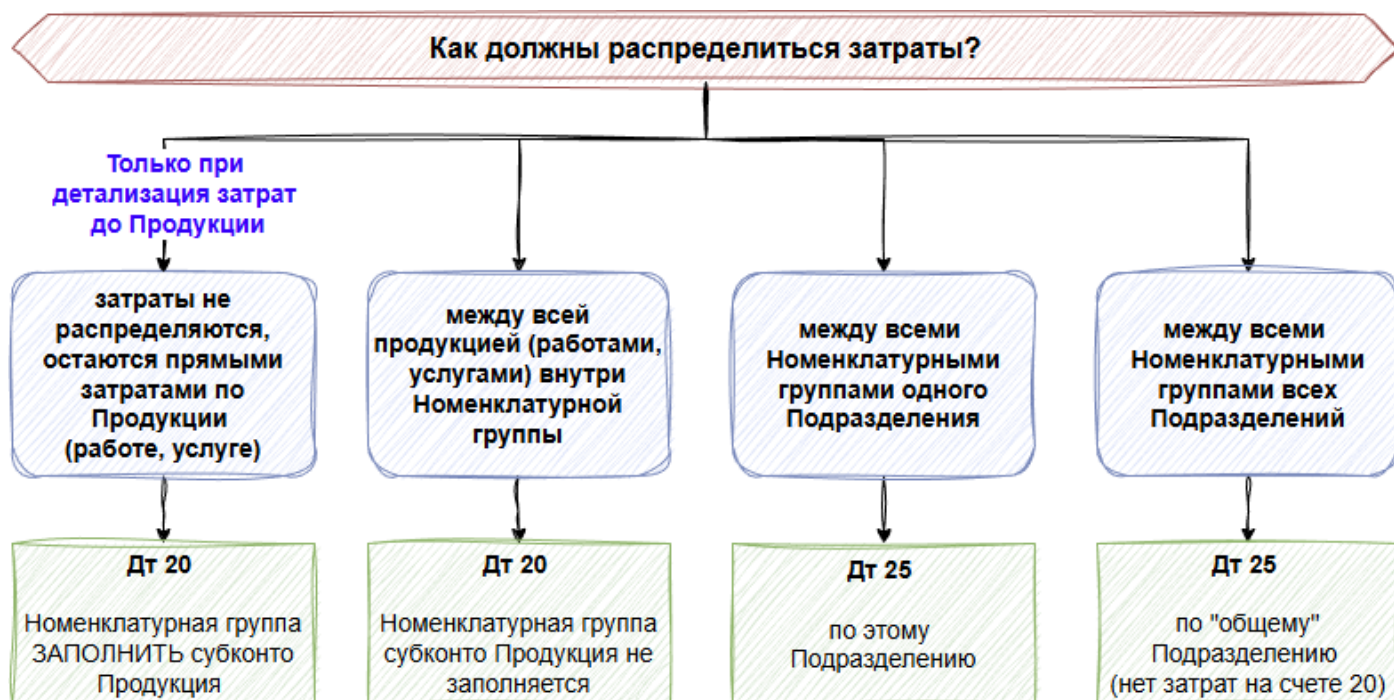 Как должны распределиться затраты?
Только при
детализация затрат
до Продукции
затраты не
распределяются,
остаются прямыми
затратами по
Продукции
(работе, услуге)
между всей
продукцией (работами,
услугами) внутри
Номенклатурной
группы
между всеми
Номенклатурными
группами одного
Подразделения
между всеми
Номенклатурными
группами всех
Подразделений
Дт 20
Номенклатурная группа
ЗАПОЛНИТЬ субконто
Продукция
Дт 20
Номенклатурная группа
субконто Продукция не
заполняется
Дт 25
по этому
Подразделению
Дт 25
по "общему"
Подразделению
(нет затрат на счете 20)